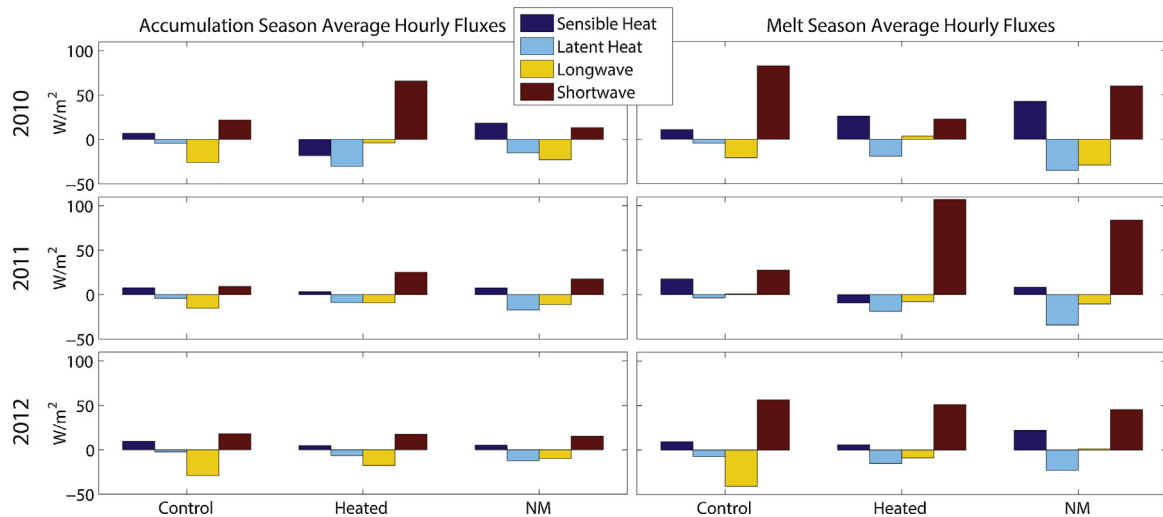 Accumulation Season Average Hourly Fluxes
Melt Season Average Hourly Fluxes
Sensible Heat
Latent Heat
Longwave
Shortwave
2010
W/m²
100
50
0
−50
2011
W/m²
100
50
0
−50
2012
W/m²
100
50
0
−50
Control Heated NM
Control Heated NM